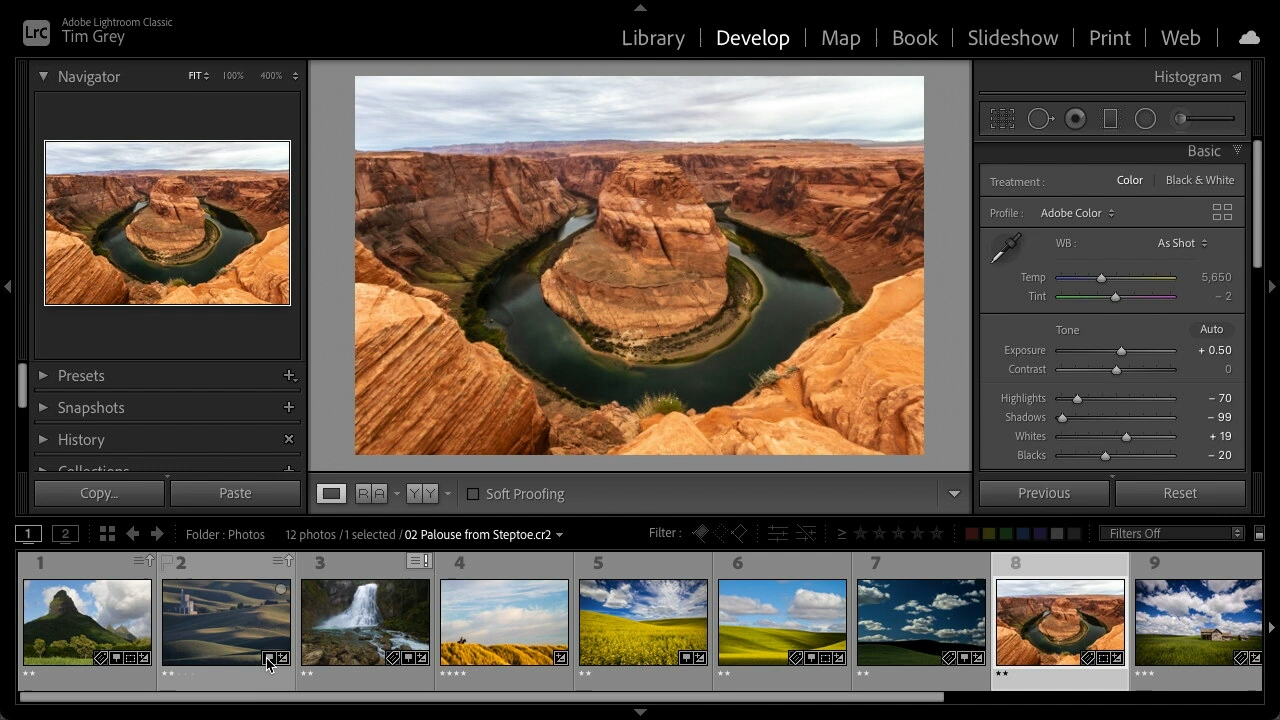 LrC
Adobe Lightroom Classic
Tim Grey
Library
Develop
Map
Book
Slideshow
Print
Web
Navigator
FIT
100%
400%
Histogram
Basic
Treatment :
Color
Black & White
Profile :
Adobe Color
WB :
As Shot
Temp
5,650
Tint
– 2
Tone
Auto
Exposure
+ 0.50
Contrast
0
Highlights
– 70
Shadows
– 99
Whites
+ 19
Blacks
– 20
Presets
Snapshots
History
Collections
Copy...
Paste
R A
Y Y
Soft Proofing
Previous
Reset
1
2
Folder : Photos
12 photos / 1 selected / 02 Palouse from Steptoe.cr2
Filter :
≥
Filters Off
1
2
3
4
5
6
7
8
9